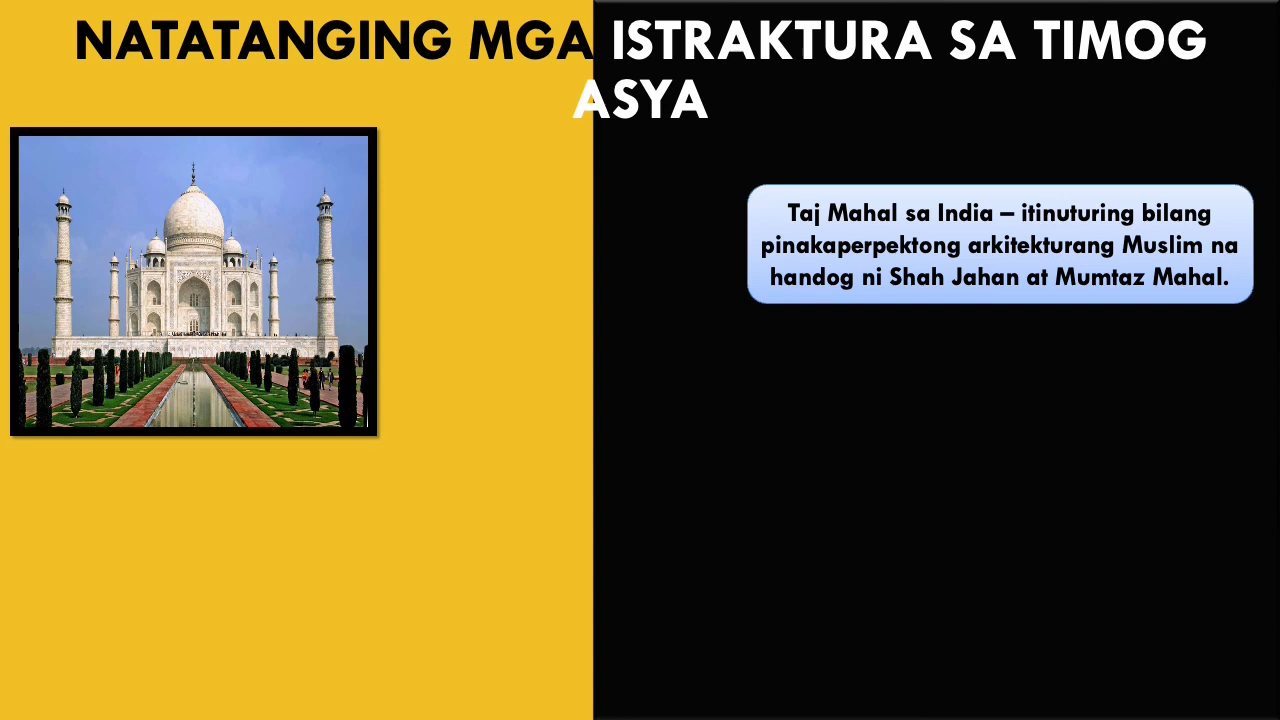 NATATANGING MGA ISTRAKTURA SA TIMOG
ASYA
Taj Mahal sa India – itinuturing bilang
pinakaperpektong arkitekturang Muslim na
handog ni Shah Jahan at Mumtaz Mahal.